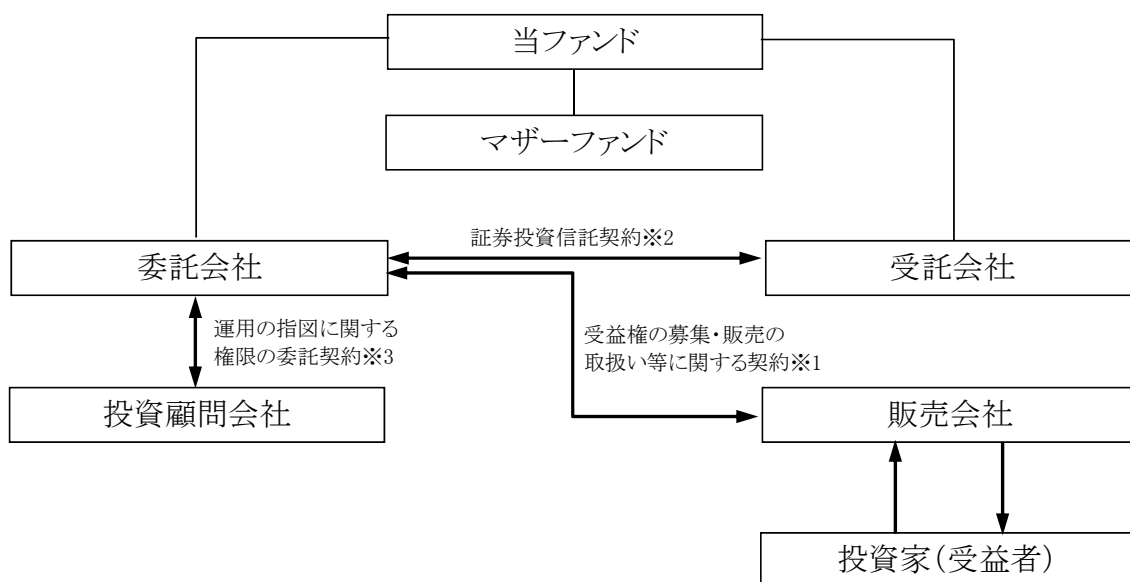 当ファンド
マザーファンド
証券投資信託契約※2
委託会社
受託会社
運用の指図に関する
権限の委託契約※3
受益権の募集・販売の
取扱い等に関する契約※1
投資顧問会社
販売会社
投資家(受益者)